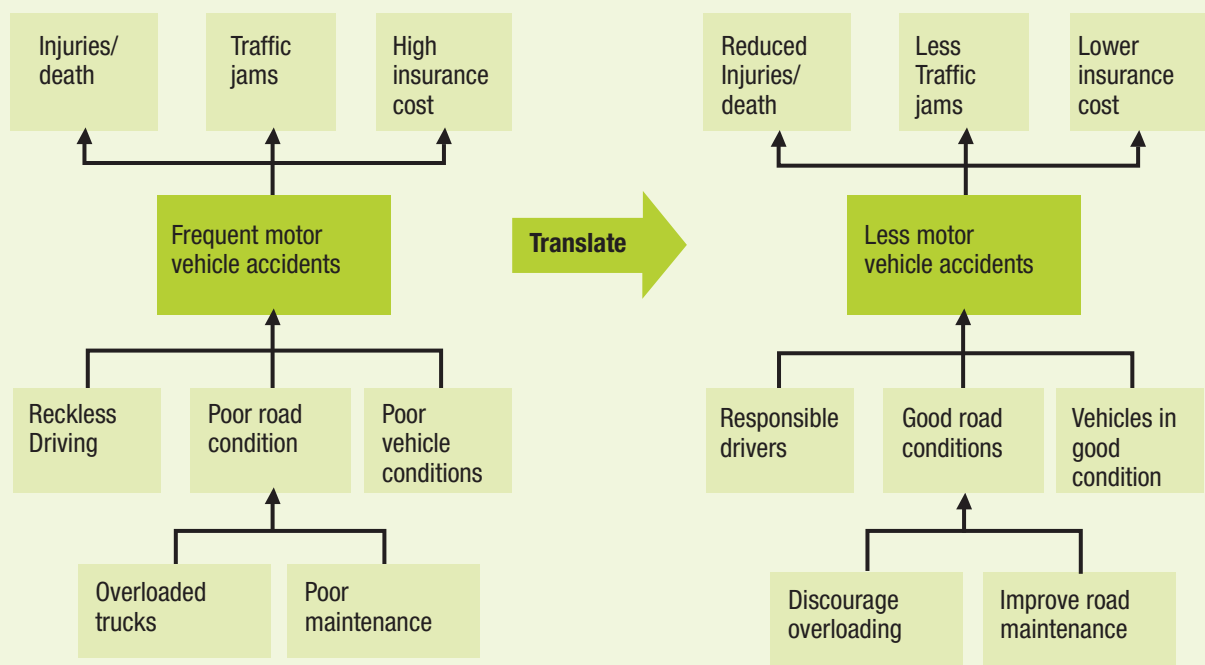 Injuries/
death
Traffic
jams
High
insurance
cost
Frequent motor
vehicle accidents
Reckless
Driving
Poor road
condition
Poor
vehicle
conditions
Overloaded
trucks
Poor
maintenance
Translate
Reduced
Injuries/
death
Less
Traffic
jams
Lower
insurance
cost
Less motor
vehicle accidents
Responsible
drivers
Good road
conditions
Vehicles in
good
condition
Discourage
overloading
Improve road
maintenance